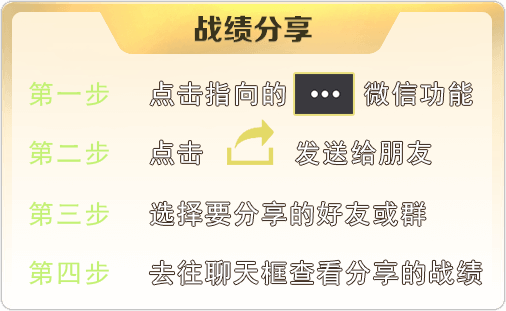 战绩分享
第一步 点击指向的 ••• 微信功能
第二步 点击 发送给朋友
第三步 选择要分享的好友或群
第四步 去往聊天框查看分享的战绩